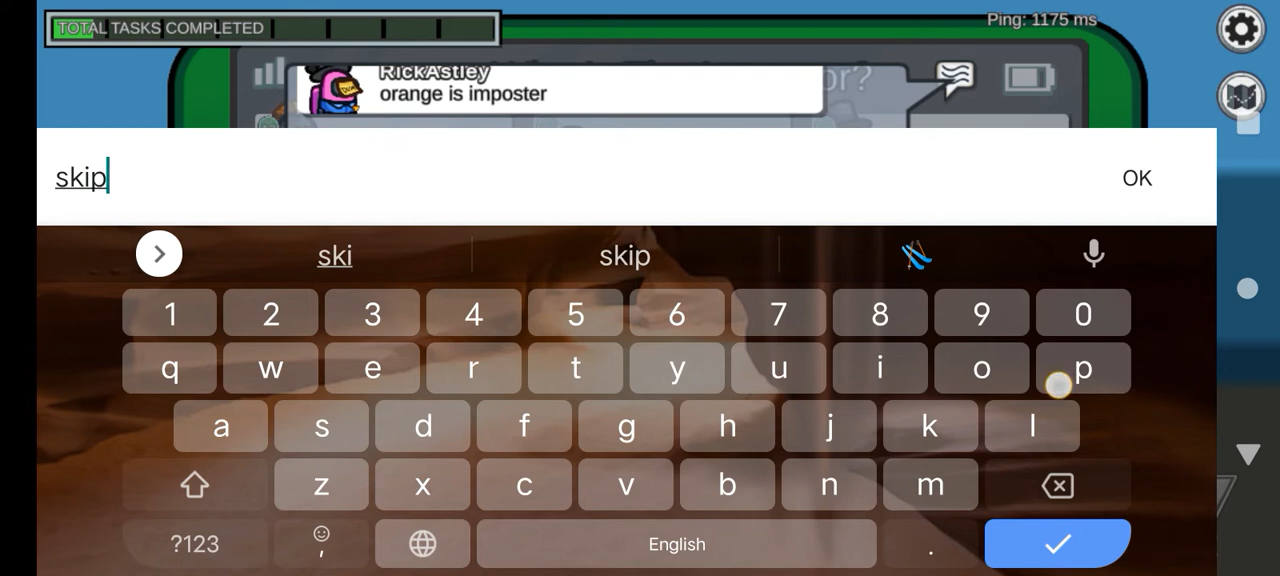 TOTAL TASKS COMPLETED
Ping: 1175 ms
RickAstley
or?
orange is imposter
skip
OK
ski skip
1 2 3 4 5 6 7 8 9 0
q w e r t y u i o p
a s d f g h j k l
z x c v b n m
?123 , English .